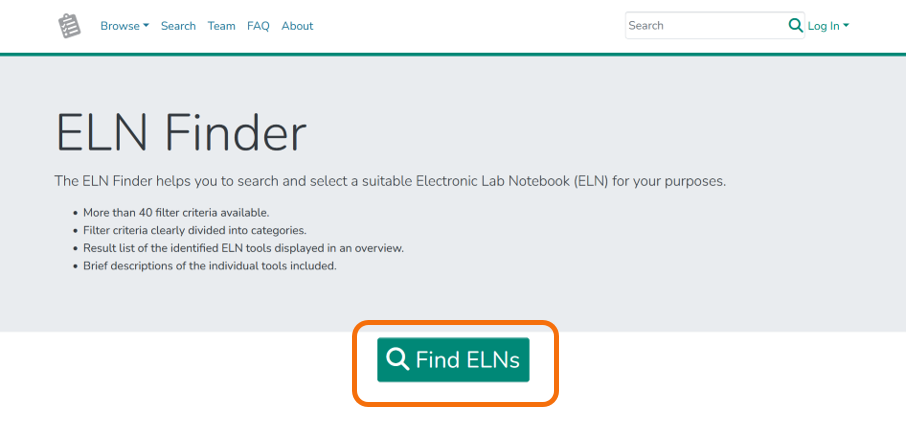 Browse Search Team FAQ About Search Log In
ELN Finder
The ELN Finder helps you to search and select a suitable Electronic Lab Notebook (ELN) for your purposes.
• More than 40 filter criteria available.
• Filter criteria clearly divided into categories.
• Result list of the identified ELN tools displayed in an overview.
• Brief descriptions of the individual tools included.
Find ELNs